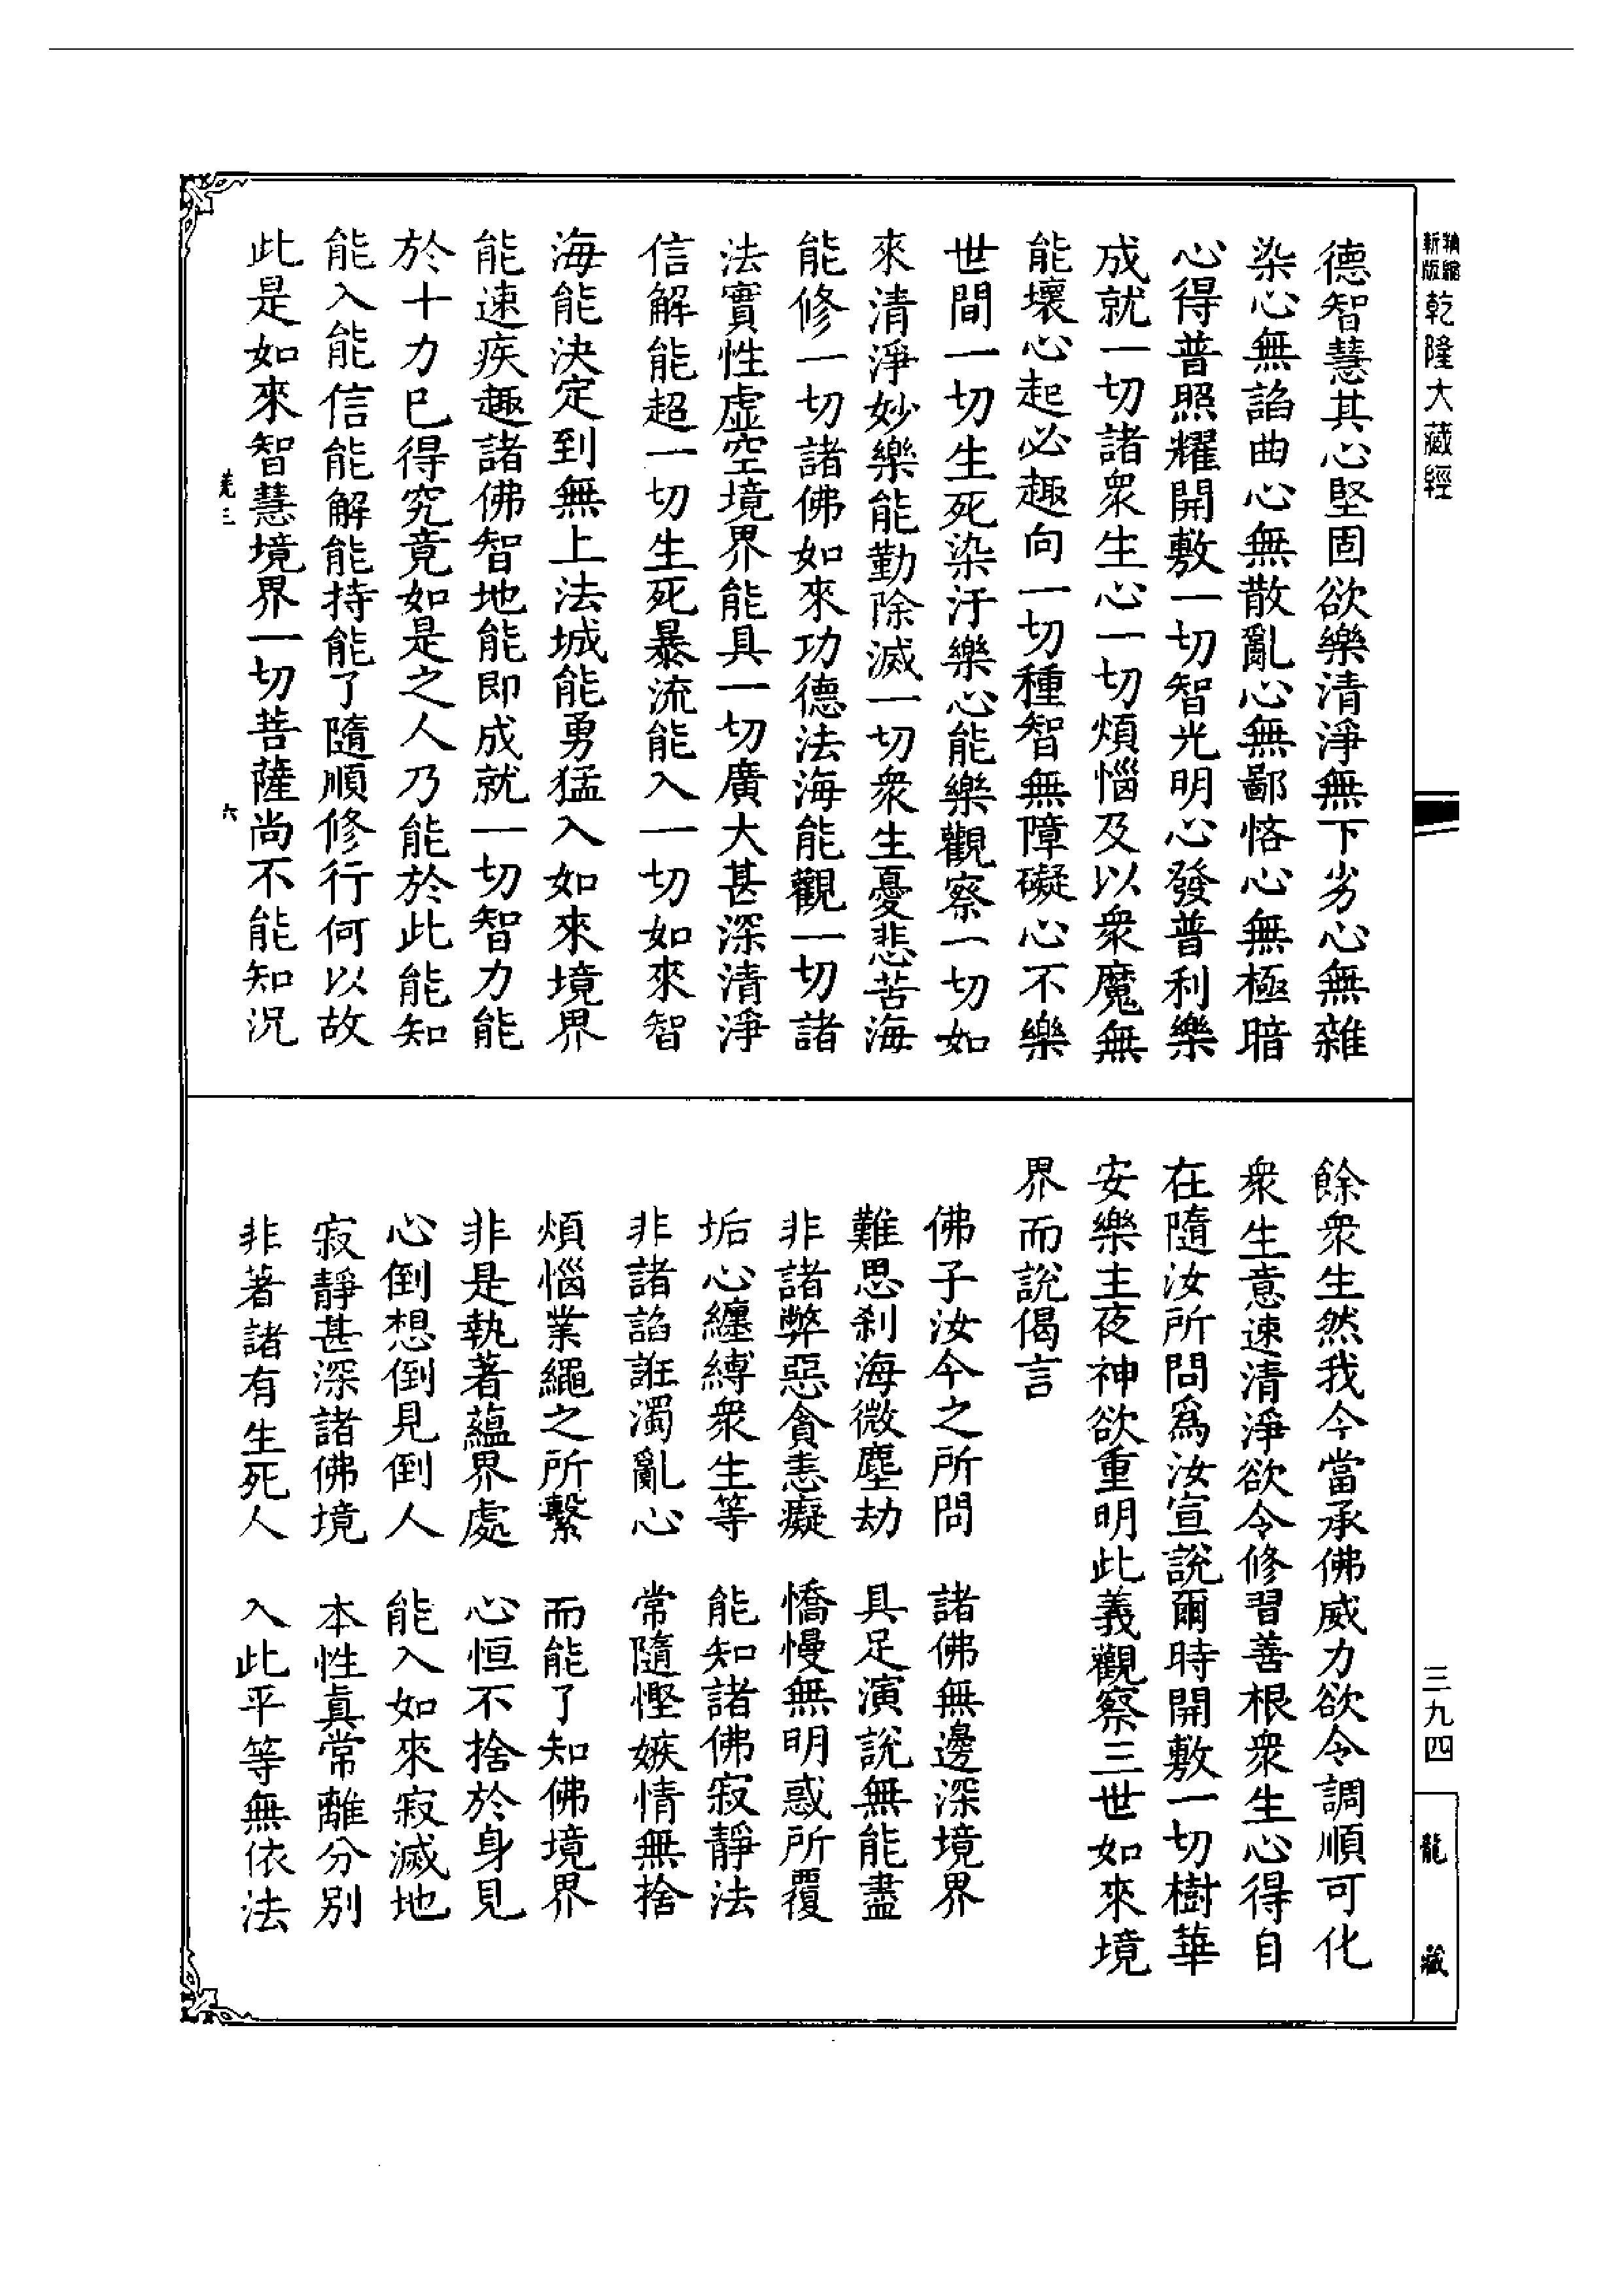 新版精縮乾隆大藏經
德智慧其心堅固欲樂清淨無下劣心無雜
染心無諂曲心無散亂心無鄙悋心無極暗
心得普照耀開敷一切智光明心發普利樂
成就一切諸衆生心一切煩惱及以衆魔無
能壞心起必趣向一切種智無障礙心不樂
世間一切生死染汙樂心能樂觀察一切如
來清淨妙樂能勤除滅一切衆生憂悲苦海
能修一切諸佛如來功德法海能觀一切諸
法實性虛空境界能具一切廣大甚深清淨
信解能超一切生死暴流能入一切如來智
海能決定到無上法城能勇猛入如來境界
能速疾趣諸佛智地能即成就一切智力能
於十力已得究竟如是之人乃能於此能知
能入能信能解能持能了隨順修行何以故
此是如來智慧境界一切菩薩尚不能知況
三 六
餘衆生然我今當承佛威力欲令調順可化
衆生意速清淨欲令修習善根衆生心得自
在隨汝所問爲汝宣說爾時開敷一切樹華
安樂主夜神欲重明此義觀察三世如來境
界而說偈言
佛子汝今之所問 諸佛無邊深境界
難思刹海微塵劫 具足演說無能盡
非諸弊惡貪恚癡 憍慢無明惑所覆
垢心纏縛衆生等 能知諸佛寂靜法
非諸諂誑濁亂心 常隨慳嫉情無捨
煩惱業繩之所繫 而能了知佛境界
非是執著蘊界處 心恒不捨於身見
心倒想倒見倒人 能入如來寂滅地
寂靜甚深諸佛境 本性眞常離分別
非著諸有生死人 入此平等無依法
三九四
龍藏